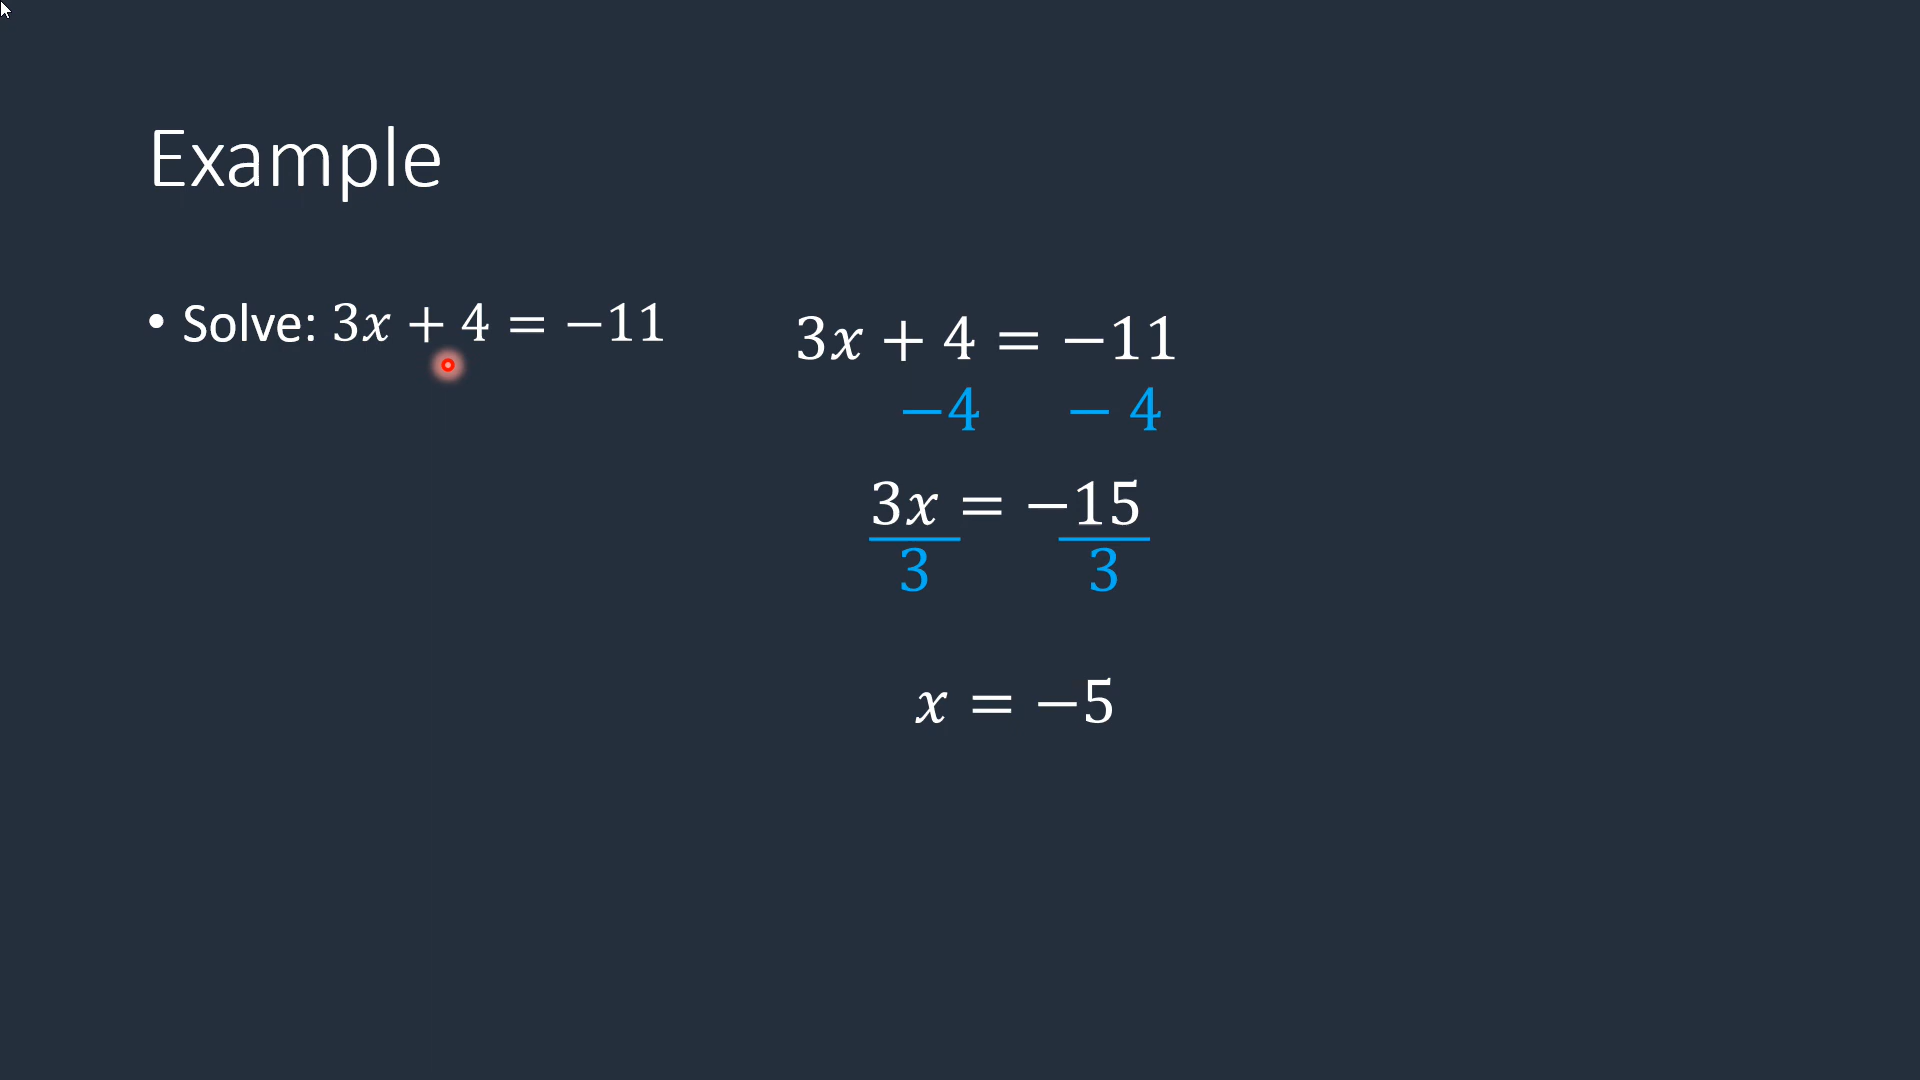 Example
• Solve: 3x + 4 = −11
3x + 4 = −11
−4 − 4
3x = −15
3 3
x = −5